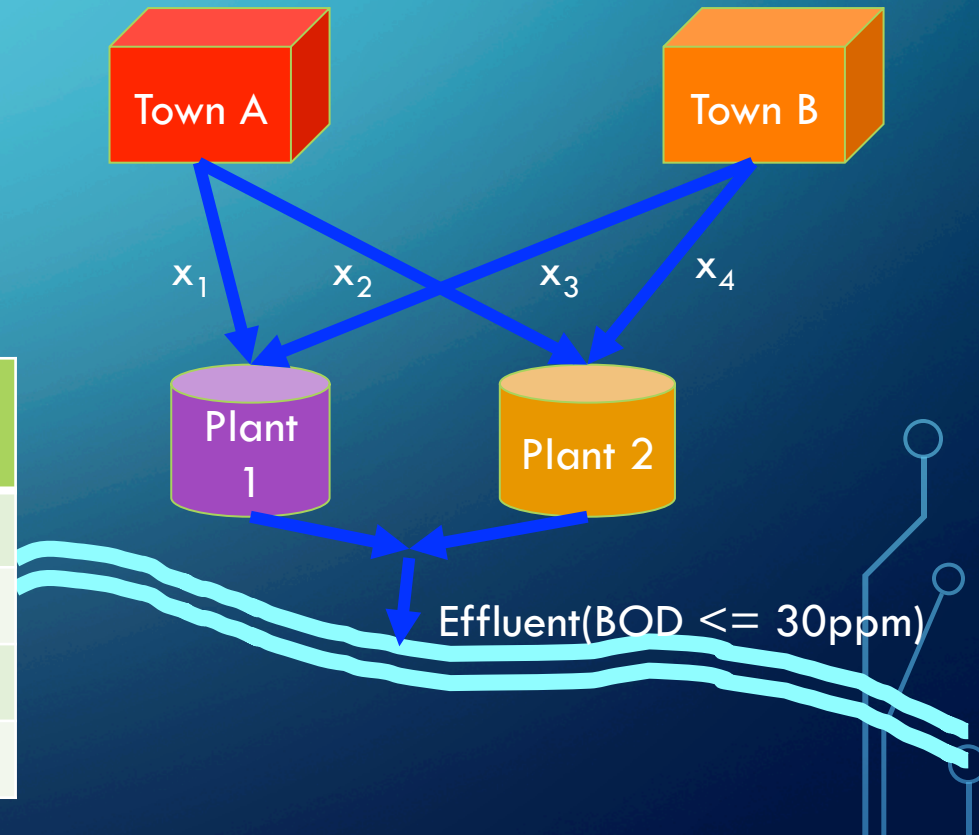 Town A
Town B
x₁
x₂
x₃
x₄
Plant
1
Plant 2
Effluent(BOD <= 30ppm)